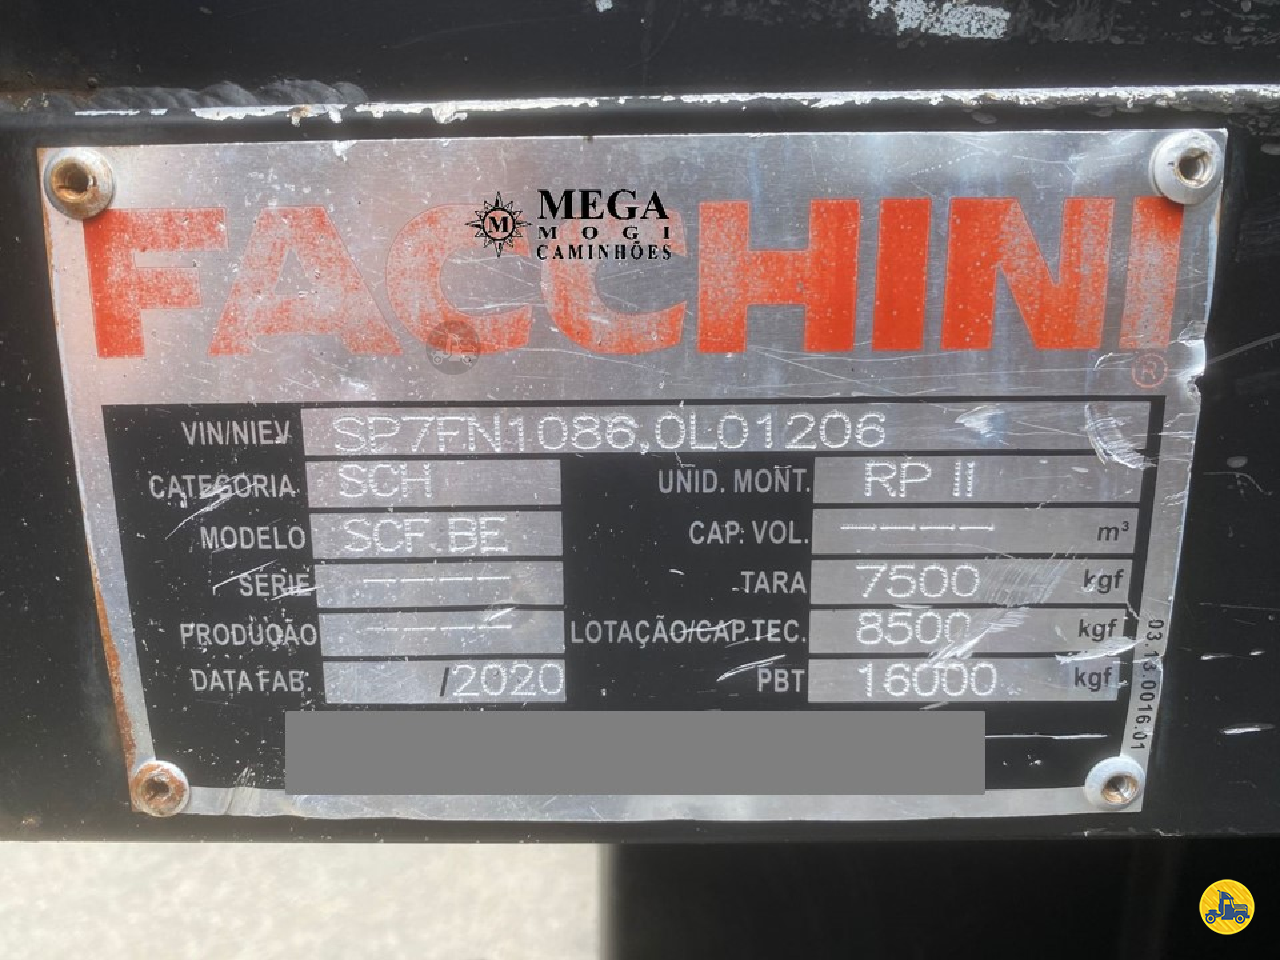 MEGA
MOGI
CAMINHÕES
M
FACCHINI
®
VIN/NIEV SP7FN1086.0L01206
CATEGORIA SCH UNID. MONT. RP III
MODELO SCF.BE CAP. VOL. ---- m³
SERIE ---- TARA 7500 kgf
PRODUÇÃO ---- LOTAÇÃO/CAP.TEC. 8500 kgf
DATA FAB. /2020 PBT 16000 kgf
03.13.0016.01